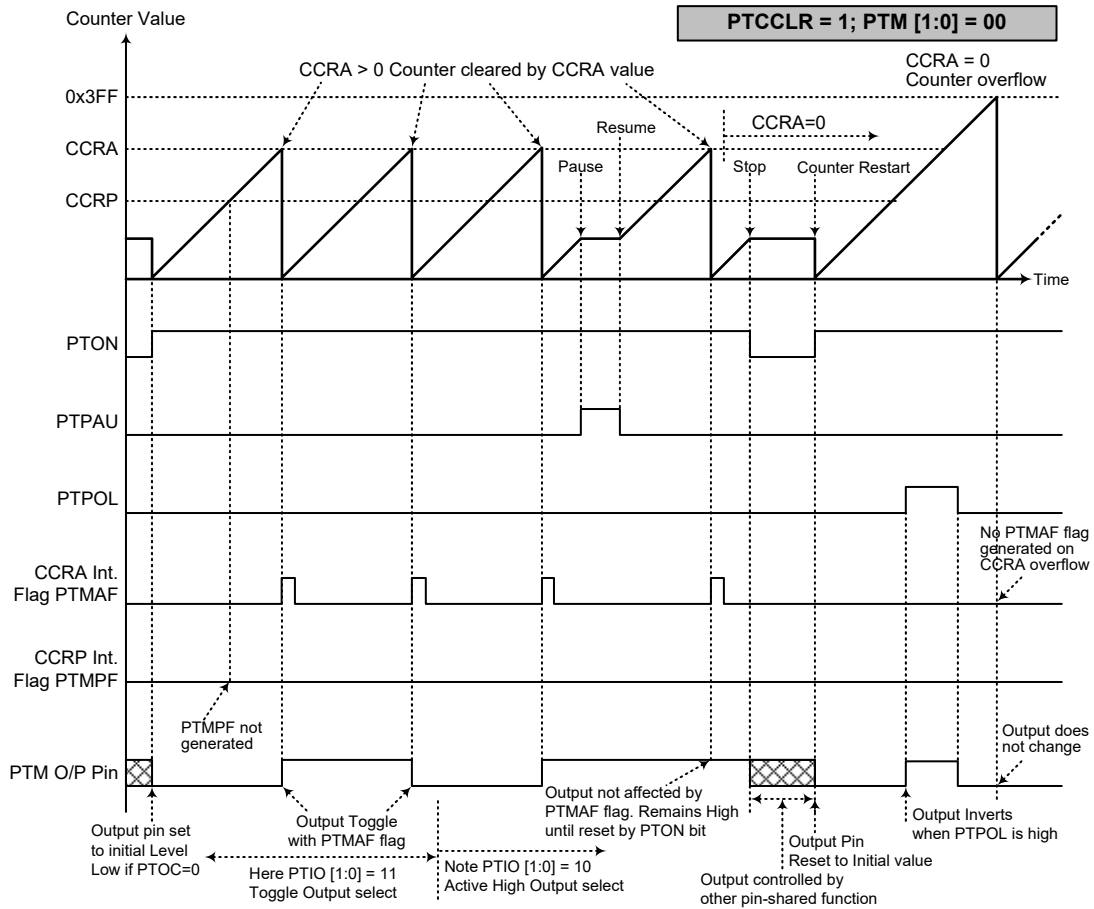 Counter Value
PTCCLR = 1; PTM [1:0] = 00
CCRA > 0 Counter cleared by CCRA value
CCRA = 0
Counter overflow
0x3FF
Resume
CCRA=0
CCRA
Pause
Stop
Counter Restart
CCRP
Time
PTON
PTPAU
PTPOL
No PTMAF flag
generated on
CCRA overflow
CCRA Int.
Flag PTMAF
CCRP Int.
Flag PTMPF
PTMPF not
generated
Output does
not change
PTM O/P Pin
Output pin set
to initial Level
Low if PTOC=0
Output Toggle
with PTMAF flag
Output not affected by
PTMAF flag. Remains High
until reset by PTON bit
Output Inverts
when PTPOL is high
Output Pin
Reset to Initial value
Here PTIO [1:0] = 11
Toggle Output select
Note PTIO [1:0] = 10
Active High Output select
Output controlled by
other pin-shared function